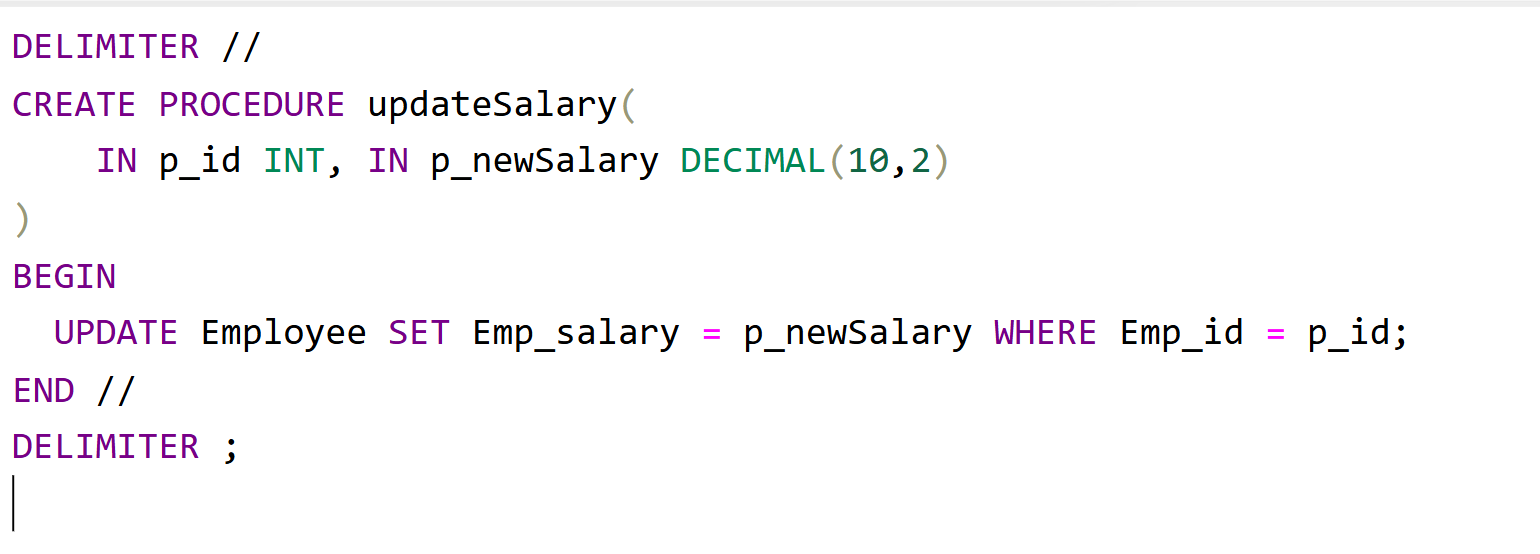 DELIMITER //
CREATE PROCEDURE updateSalary(
    IN p_id INT, IN p_newSalary DECIMAL(10,2)
)
BEGIN
  UPDATE Employee SET Emp_salary = p_newSalary WHERE Emp_id = p_id;
END //
DELIMITER ;